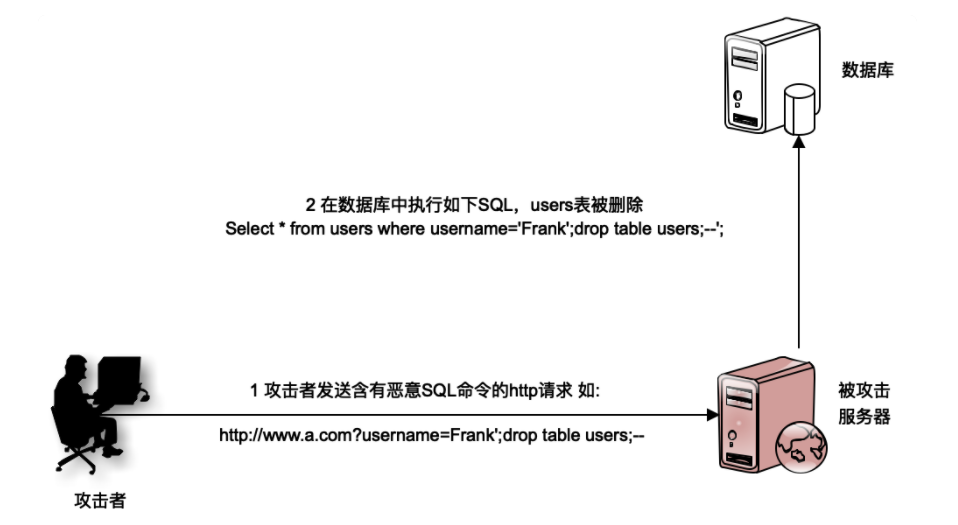 数据库
2 在数据库中执行如下SQL，users表被删除
Select * from users where username='Frank';drop table users;--';
1 攻击者发送含有恶意SQL命令的http请求 如:
http://www.a.com?username=Frank';drop table users;--
被攻击
服务器
攻击者